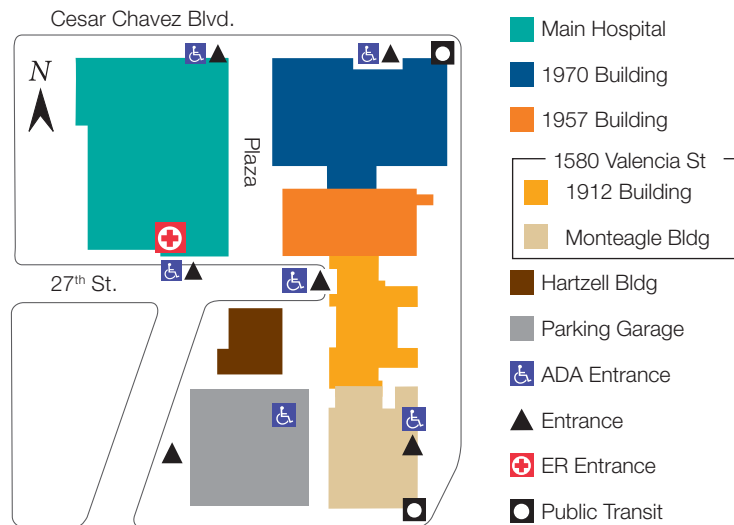 Cesar Chavez Blvd.
N
Plaza
27th St.
Main Hospital
1970 Building
1957 Building
1580 Valencia St
1912 Building
Monteagle Bldg
Hartzell Bldg
Parking Garage
ADA Entrance
Entrance
ER Entrance
Public Transit